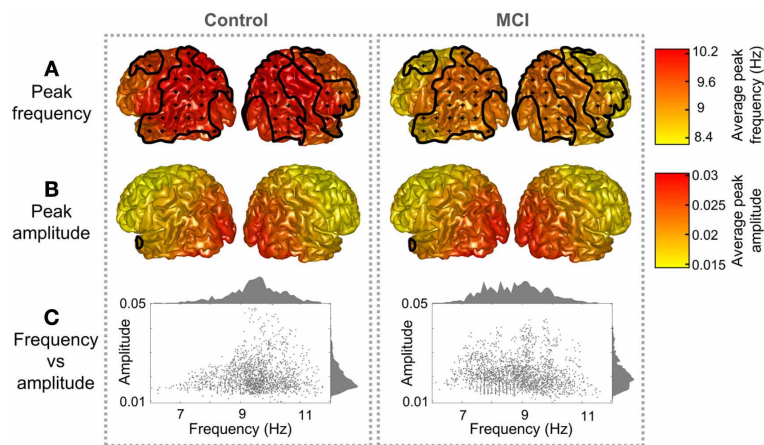 Control
MCI
A
Peak
frequency
10.2
9.6
9
8.4
Average peak
frequency (Hz)
B
Peak
amplitude
0.03
0.02
0.015
Average peak
amplitude
C
Frequency
vs
amplitude
0.05
Amplitude
0.01
7
9
11
Frequency (Hz)
0.05
Amplitude
0.01
7
9
11
Frequency (Hz)